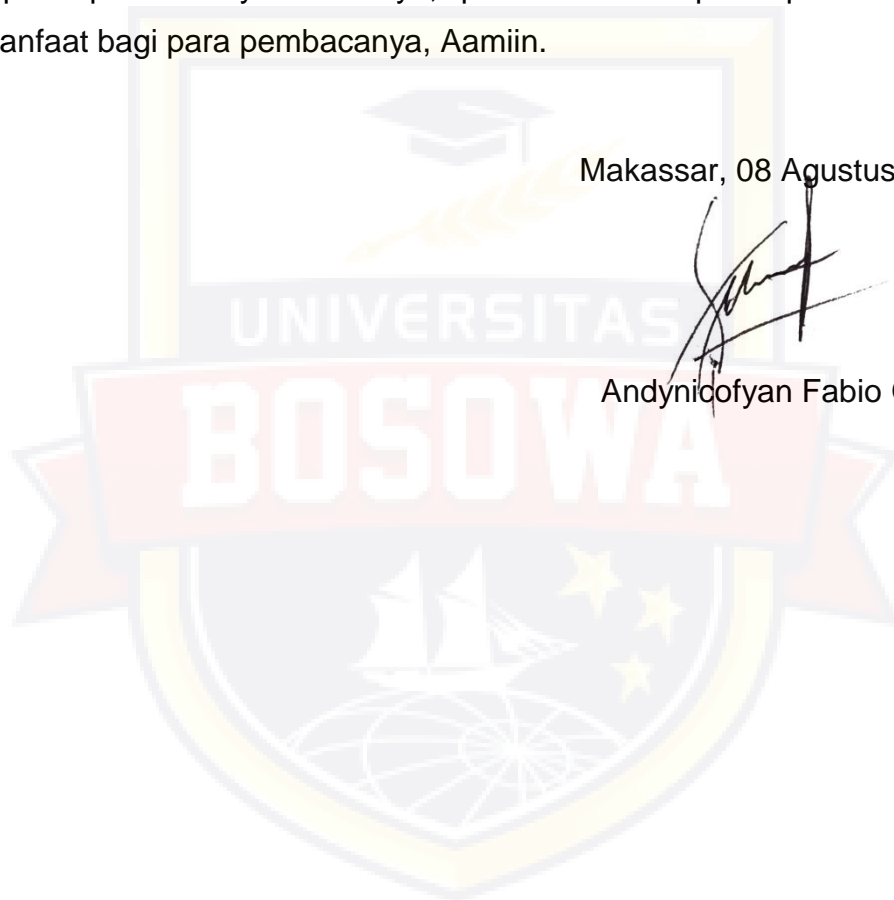 anfaat bagi para pembacanya, Aamiin.
Makassar, 08 Agustus
Andynicofyan Fabio
UNIVERSITAS
BOSOWA